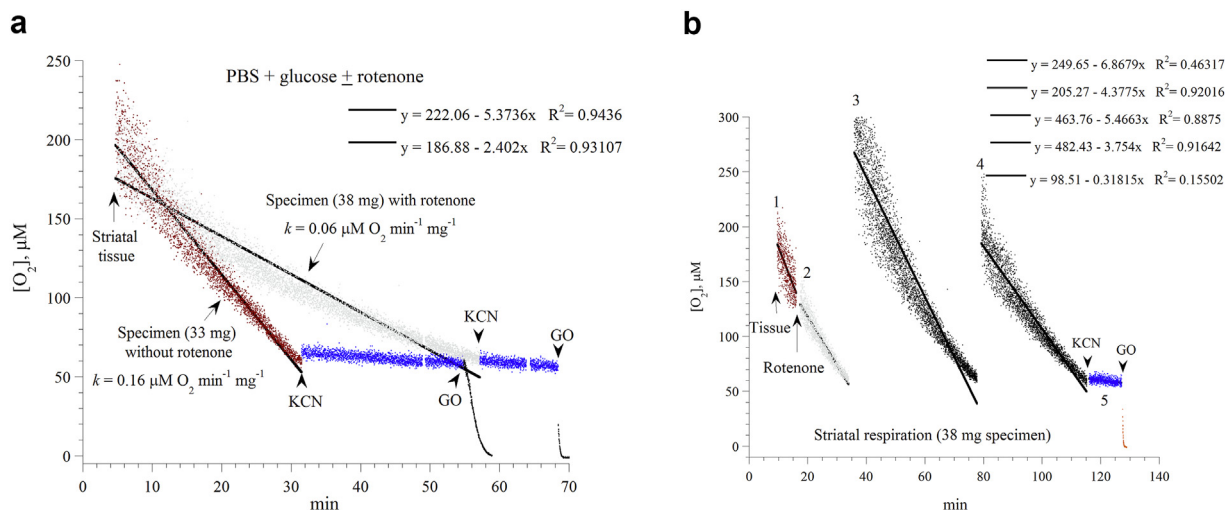 a
PBS + glucose ± rotenone
y = 222.06 - 5.3736x R²= 0.9436
y = 186.88 - 2.402x R²= 0.93107
Specimen (38 mg) with rotenone
k = 0.06 µM O₂ min⁻¹ mg⁻¹
Striatal
tissue
Specimen (33 mg)
without rotenone
k = 0.16 µM O₂ min⁻¹ mg⁻¹
KCN
KCN
GO
GO
[O₂], µM
250
200
150
100
50
0
0 10 20 30 40 50 60 70
min
b
y = 249.65 - 6.8679x R²= 0.46317
y = 205.27 - 4.3775x R²= 0.92016
y = 463.76 - 5.4663x R²= 0.8875
y = 482.43 - 3.754x R²= 0.91642
y = 98.51 - 0.31815x R²= 0.15502
1
2
3
4
5
Tissue
Rotenone
KCN
GO
Striatal respiration (38 mg specimen)
[O₂], µM
300
250
200
150
100
50
0
0 20 40 60 80 100 120 140
min